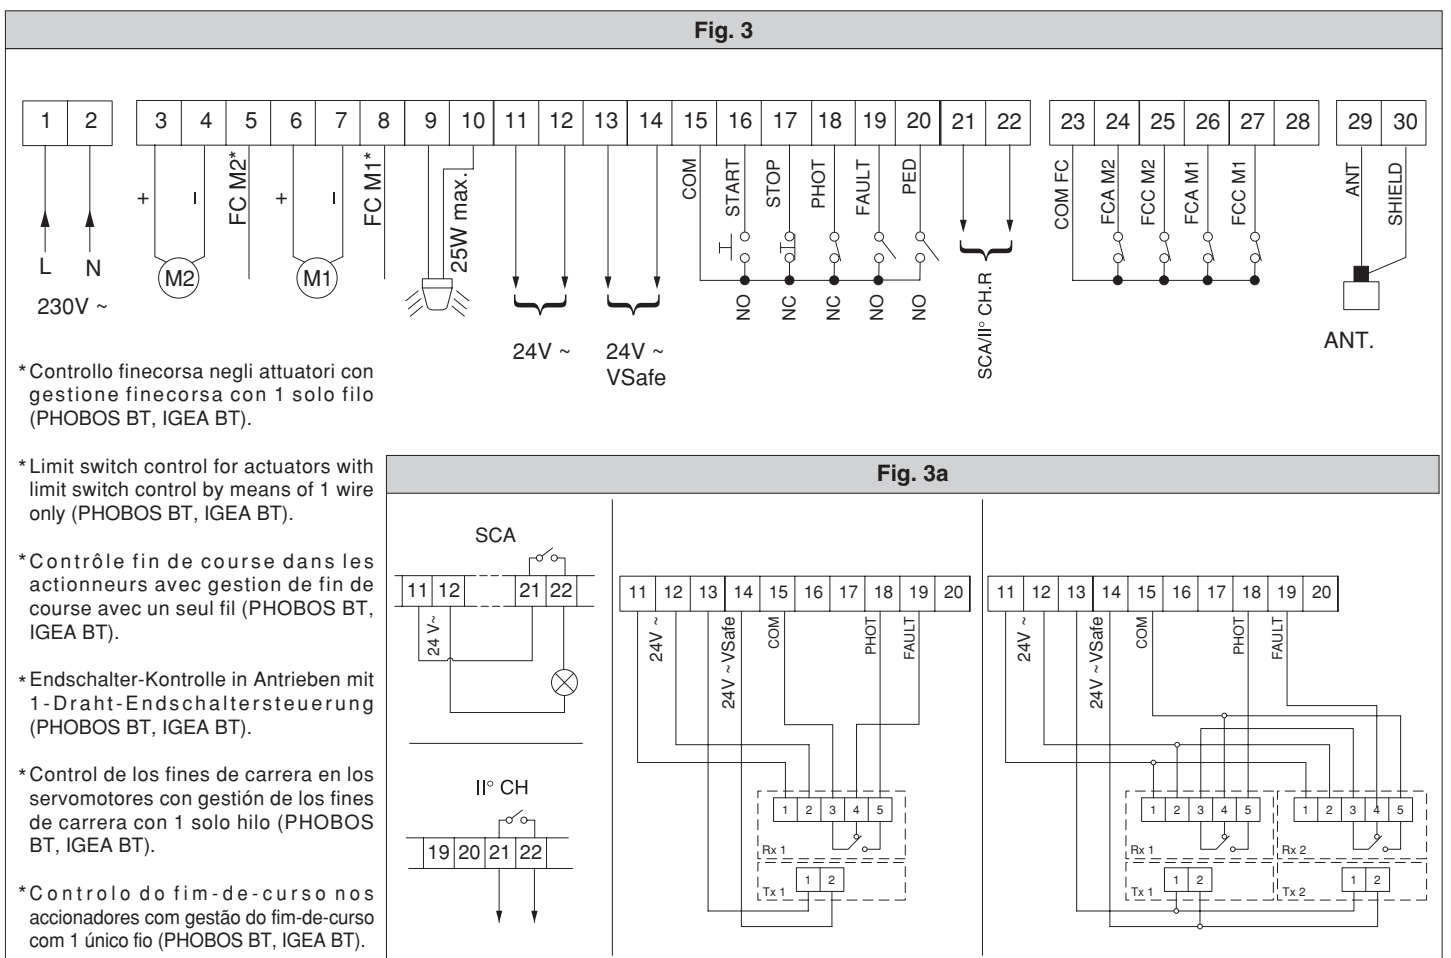 Fig. 3
1 2 3 4 5 6 7 8 9 10 11 12 13 14 15 16 17 18 19 20 21 22 23 24 25 26 27 28 29 30
+ – FC M2* + – FC M1* 25W max. COM START STOP PHOT FAULT PED COM FC FCA M2 FCC M2 FCA M1 FCC M1 ANT SHIELD
L N M2 M1
230V ~
NO NC NC NO NO
SCA/II° CH.R
24V ~ 24V ~
VSafe
ANT.
*Controllo finecorsa negli attuatori con
gestione finecorsa con 1 solo filo
(PHOBOS BT, IGEA BT).
*Limit switch control for actuators with
limit switch control by means of 1 wire
only (PHOBOS BT, IGEA BT).
*Contrôle fin de course dans les
actionneurs avec gestion de fin de
course avec un seul fil (PHOBOS BT,
IGEA BT).
*Endschalter-Kontrolle in Antrieben mit
1-Draht-Endschaltersteuerung
(PHOBOS BT, IGEA BT).
*Control de los fines de carrera en los
servomotores con gestión de los fines
de carrera con 1 solo hilo (PHOBOS
BT, IGEA BT).
*Controlo do fim-de-curso nos
accionadores com gestão do fim-de-curso
com 1 único fio (PHOBOS BT, IGEA BT).
Fig. 3a
SCA
11 12 21 22
24 V~
II° CH
19 20 21 22
11 12 13 14 15 16 17 18 19 20
24V ~ 24V ~ VSafe COM PHOT FAULT
1 2 3 4 5
Rx 1
1 2
Tx 1
11 12 13 14 15 16 17 18 19 20
24V ~ 24V ~ VSafe COM PHOT FAULT
1 2 3 4 5 1 2 3 4 5
Rx 1 Rx 2
1 2 1 2
Tx 1 Tx 2